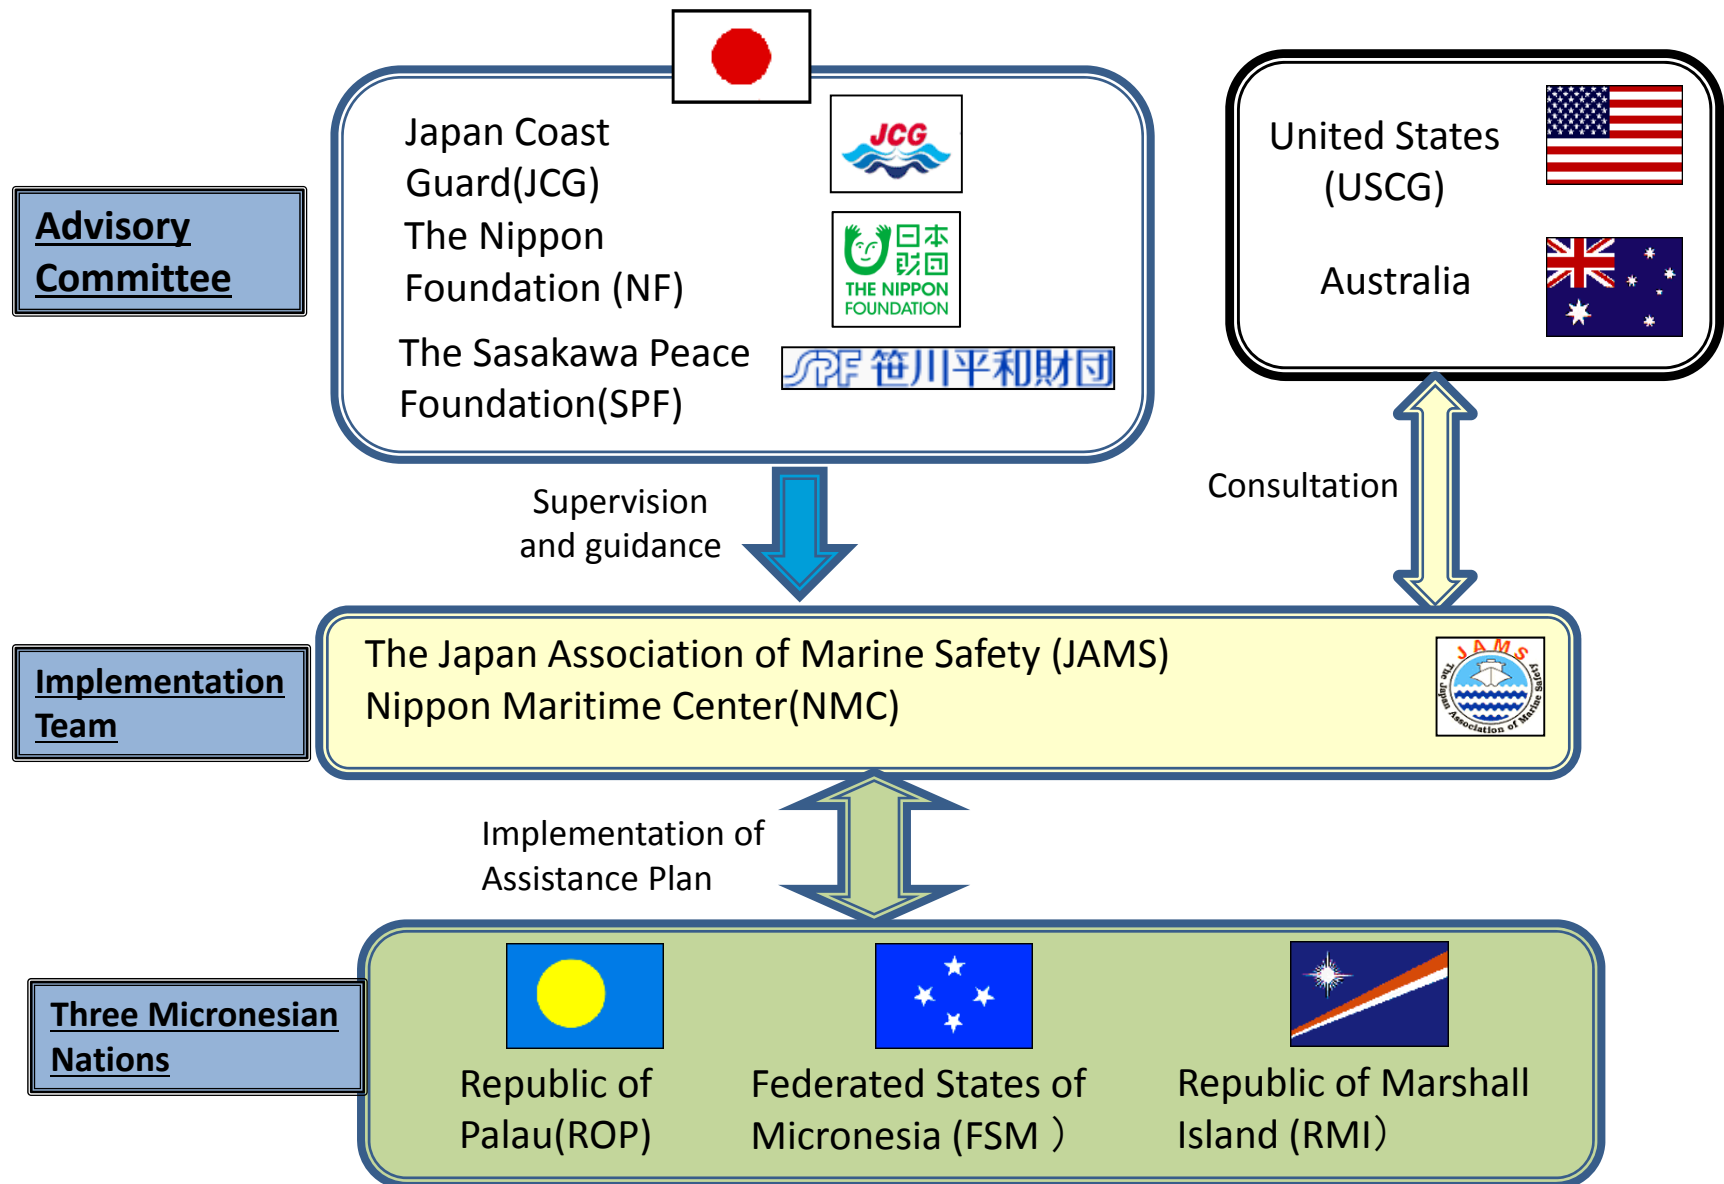 Advisory
Committee
Japan Coast
Guard(JCG)
JCG
The Nippon
Foundation (NF)
日本
財団
THE NIPPON
FOUNDATION
The Sasakawa Peace
Foundation(SPF)
SPF 笹川平和財団
United States
(USCG)
Australia
Supervision
and guidance
Consultation
Implementation
Team
The Japan Association of Marine Safety (JAMS)
Nippon Maritime Center(NMC)
JAMS
The Japan Association of Marine Safety
Implementation of
Assistance Plan
Three Micronesian
Nations
Republic of
Palau(ROP)
Federated States of
Micronesia (FSM ）
Republic of Marshall
Island (RMI）